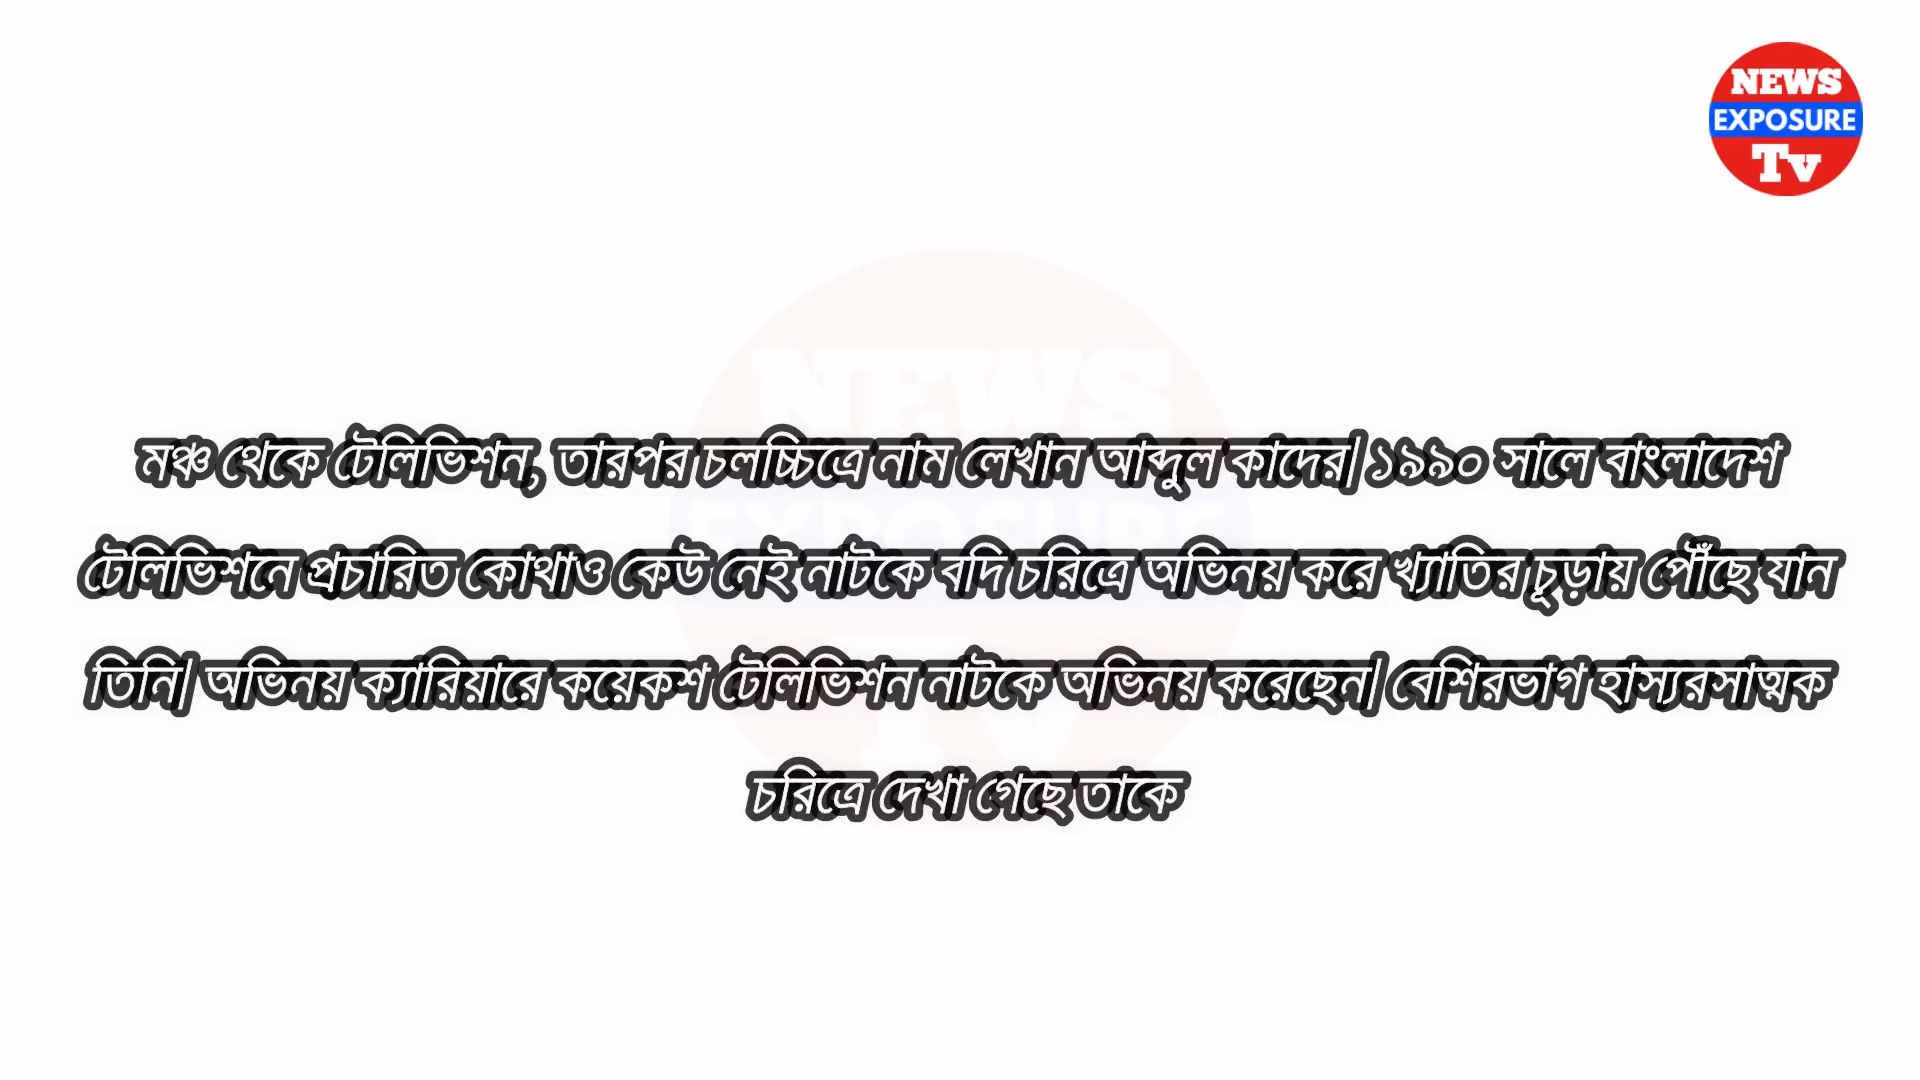 NEWS
EXPOSURE
Tv
মঞ্চ থেকে টেলিভিশন, তারপর চলচ্চিত্রে নাম লেখান আব্দুল কাদের| ১৯৯০ সালে বাংলাদেশ
টেলিভিশনে প্রচারিত কোথাও কেউ নেই নাটকে বদি চরিত্রে অভিনয় করে খ্যাতির চূড়ায় পৌঁছে যান
তিনি| অভিনয় ক্যারিয়ারে কয়েকশ টেলিভিশন নাটকে অভিনয় করেছেন| বেশিরভাগ হাস্যরসাত্মক
চরিত্রে দেখা গেছে তাকে